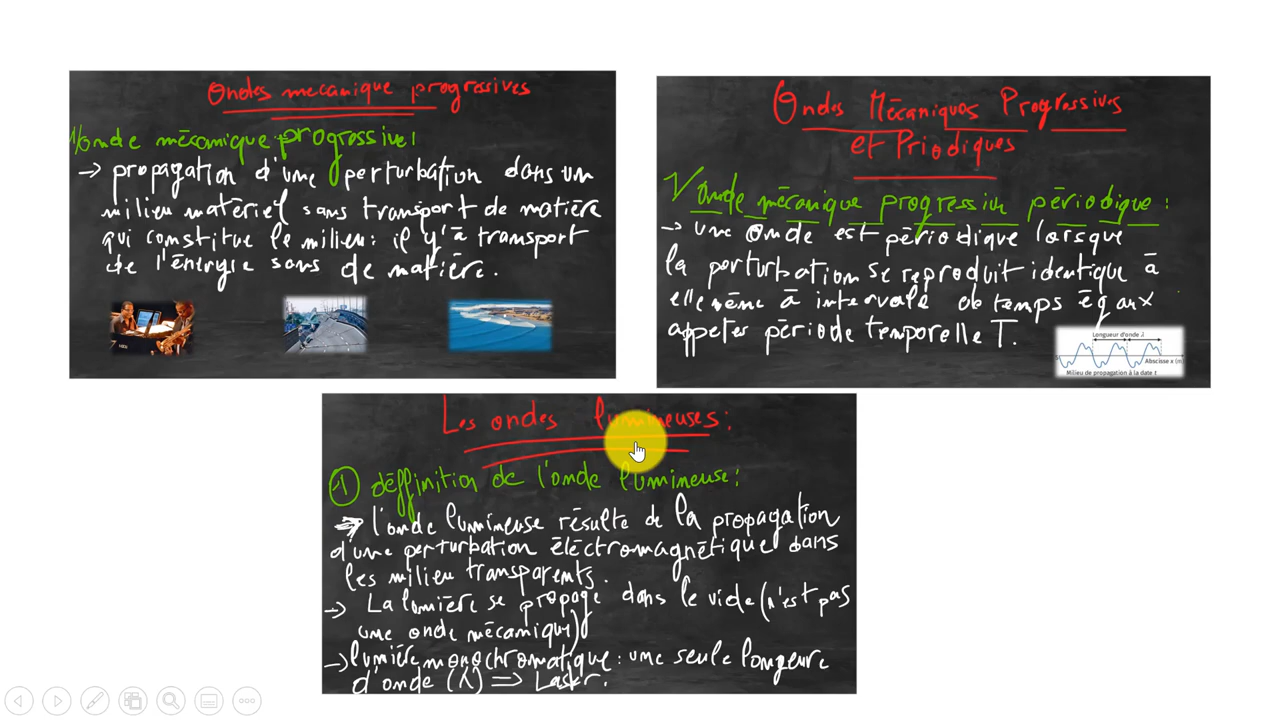 Ondes mecanique progressives
1/onde mécanique progressive:
→ propagation d'une perturbation dans un
milieu matériel sans transport de matière
qui constitue le milieu: il y'à transport
de l'énergie sans de matière.
Ondes Mécaniques Progressives
et Priodiques
1/ onde mécanique progressive périodique:
→ une onde est périodique lorsque
la perturbation se reproduit identique à
elle même à intervale de temps égaux
appeter période temporelle T.
Longueur d'onde λ
Abscisse x (m)
Milieu de propagation à la date t
Les ondes lumineuses:
① déffinition de l'onde lumineuse:
→ l'onde lumineuse résulte de la propagation
d'une perturbation électromagnétique dans
les milieu transparents.
→ La lumière se propage dans le vide (n'est pas
une onde mécanique)
→ lumière monochromatique: une seule longeure
d'onde (λ) ⇒ Laser.